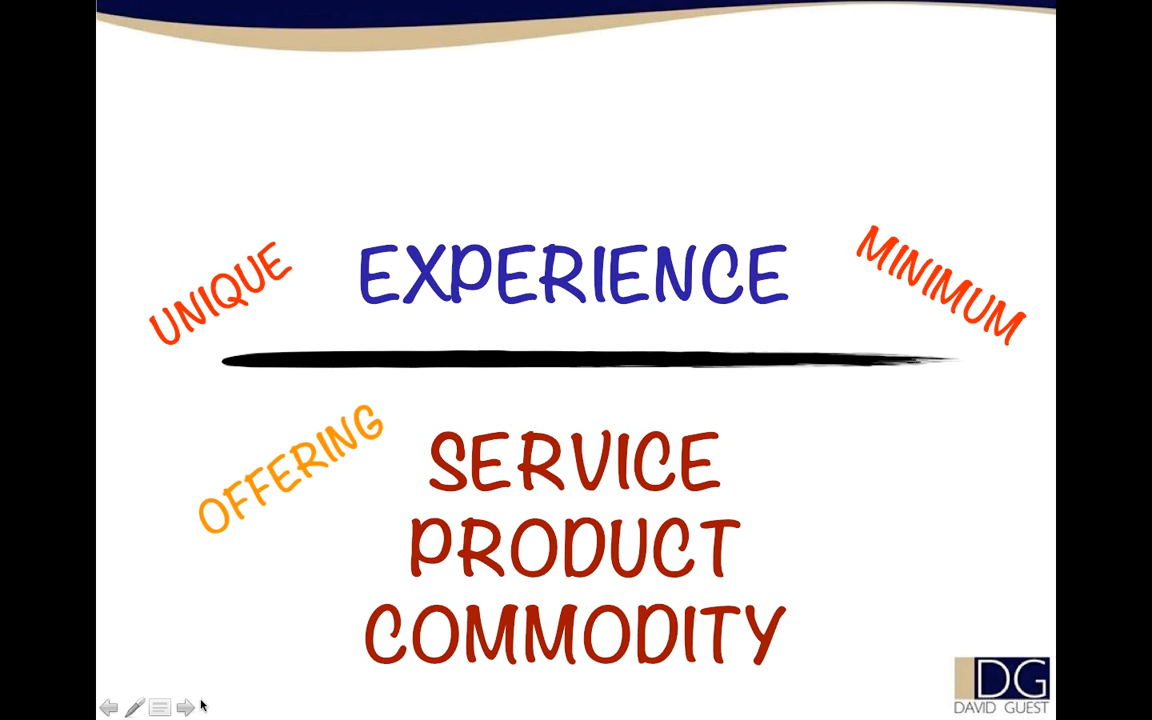 UNIQUE
EXPERIENCE
MINIMUM
OFFERING
SERVICE
PRODUCT
COMMODITY
DG
DAVID GUEST